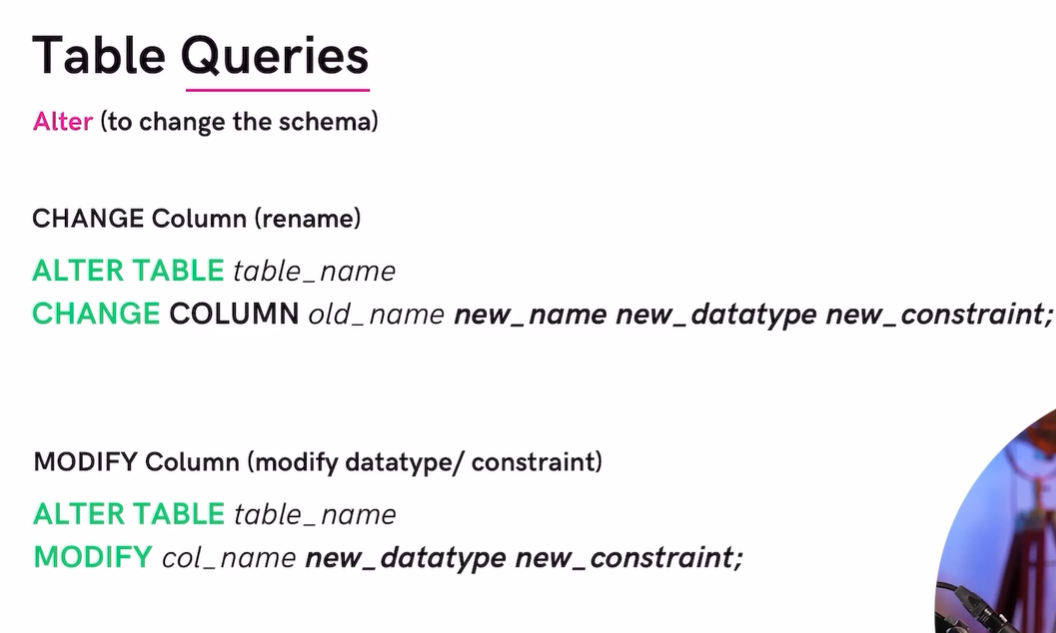 Table Queries
Alter (to change the schema)
CHANGE Column (rename)
ALTER TABLE table_name
CHANGE COLUMN old_name new_name new_datatype new_constraint;
MODIFY Column (modify datatype/ constraint)
ALTER TABLE table_name
MODIFY col_name new_datatype new_constraint;